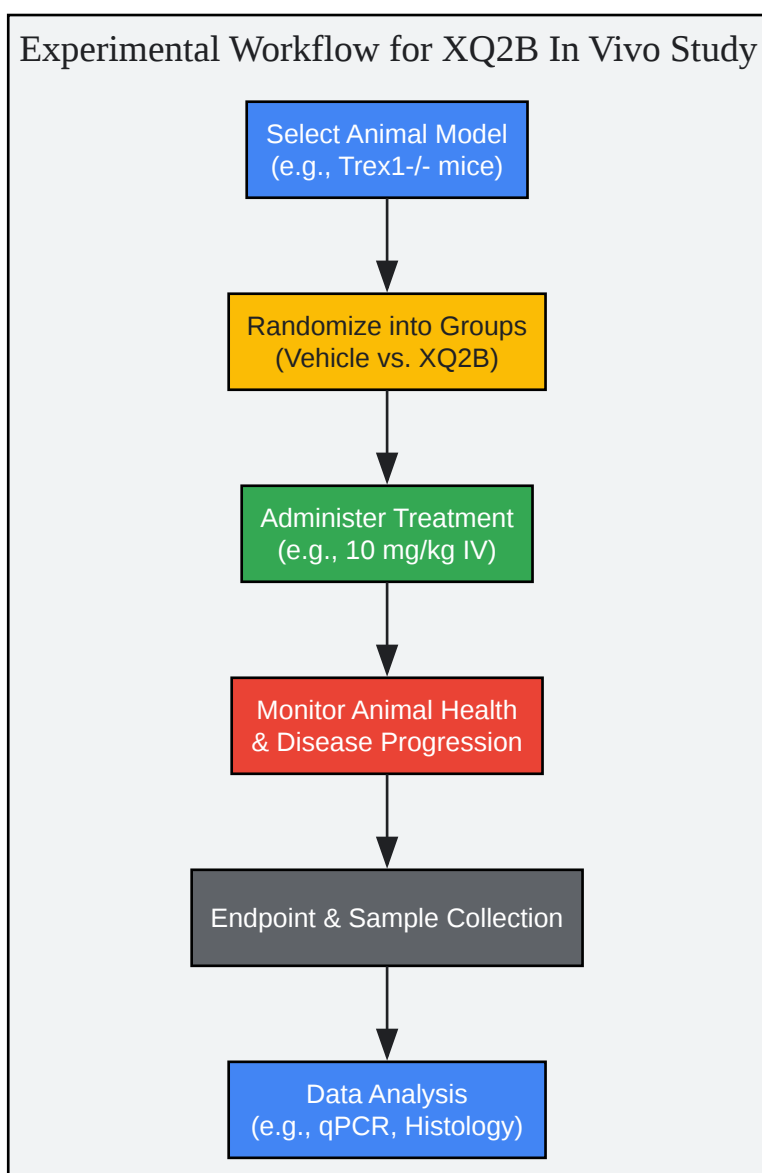 Experimental Workflow for XQ2B In Vivo Study
Select Animal Model
(e.g., Trex1-/- mice)
Randomize into Groups
(Vehicle vs. XQ2B)
Administer Treatment
(e.g., 10 mg/kg IV)
Monitor Animal Health
& Disease Progression
Endpoint & Sample Collection
Data Analysis
(e.g., qPCR, Histology)